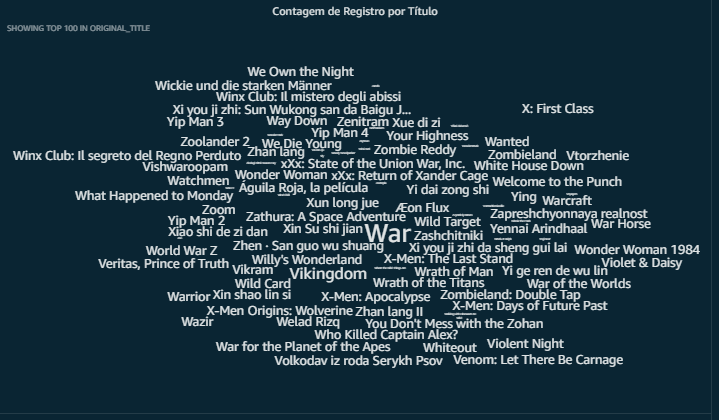 Contagem de Registro por Título
SHOWING TOP 100 IN ORIGINAL_TITLE
We Own the Night
Wickie und die starken Männer
Winx Club: Il mistero degli abissi
Xi you ji zhi: Sun Wukong san da Baigu J...
X: First Class
Yip Man 3
Way Down
Zenitram
Xue di zi
Yip Man 4
Your Highness
Zoolander 2
We Die Young
Wanted
Winx Club: Il segreto del Regno Perduto
Zhan lang
Zombie Reddy
Zombieland
Vtorzhenie
Vishwaroopam
xXx: State of the Union
War, Inc.
White House Down
Watchmen
Wonder Woman
xXx: Return of Xander Cage
Welcome to the Punch
Águila Roja, la película
Yi dai zong shi
What Happened to Monday
Xun long jue
Ying
Warcraft
Zoom
Æon Flux
Zathura: A Space Adventure
Zapreshchyonnaya realnost
Yip Man 2
Wild Target
War Horse
Xiao shi de zi dan
Xin Su shi jian
War
Zashchitniki
Yennai Arindhaal
World War Z
Zhen · San guo wu shuang
Xi you ji zhi da sheng gui lai
Wonder Woman 1984
Veritas, Prince of Truth
Willy's Wonderland
X-Men: The Last Stand
Violet & Daisy
Vikram
Vikingdom
Wrath of Man
Yi ge ren de wu lin
Wild Card
Wrath of the Titans
War of the Worlds
Warrior
Xin shao lin si
X-Men: Apocalypse
Zombieland: Double Tap
X-Men Origins: Wolverine
Zhan lang II
X-Men: Days of Future Past
Wazir
Welad Rizq
You Don't Mess with the Zohan
Who Killed Captain Alex?
War for the Planet of the Apes
Whiteout
Violent Night
Volkodav iz roda Serykh Psov
Venom: Let There Be Carnage